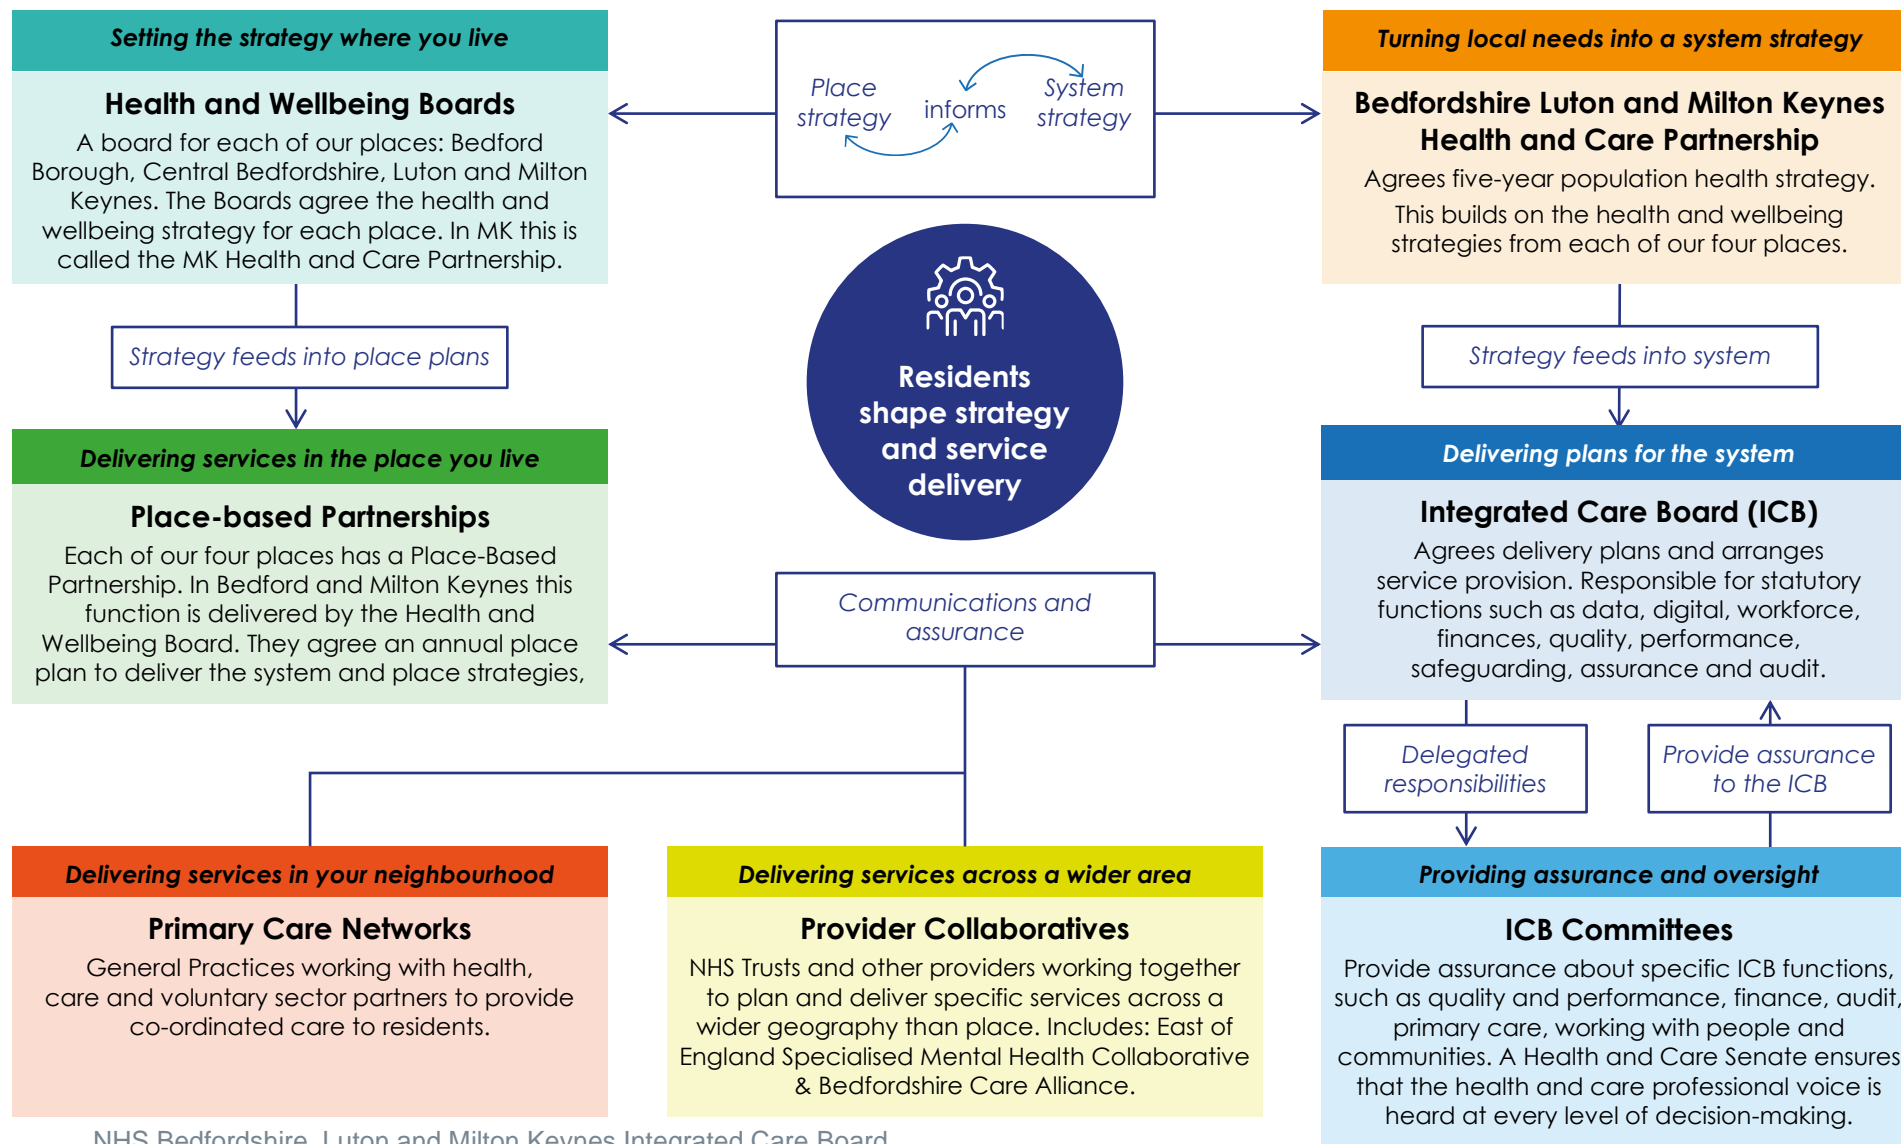 Setting the strategy where you live
Health and Wellbeing Boards
A board for each of our places: Bedford
Borough, Central Bedfordshire, Luton and Milton
Keynes. The Boards agree the health and
wellbeing strategy for each place. In MK this is
called the MK Health and Care Partnership.
Place
strategy
informs
System
strategy
Turning local needs into a system strategy
Bedfordshire Luton and Milton Keynes
Health and Care Partnership
Agrees five-year population health strategy.
This builds on the health and wellbeing
strategies from each of our four places.
Strategy feeds into place plans
Residents
shape strategy
and service
delivery
Strategy feeds into system
Delivering services in the place you live
Place-based Partnerships
Each of our four places has a Place-Based
Partnership. In Bedford and Milton Keynes this
function is delivered by the Health and
Wellbeing Board. They agree an annual place
plan to deliver the system and place strategies,
Communications and
assurance
Delivering plans for the system
Integrated Care Board (ICB)
Agrees delivery plans and arranges
service provision. Responsible for statutory
functions such as data, digital, workforce,
finances, quality, performance,
safeguarding, assurance and audit.
Delegated
responsibilities
Provide assurance
to the ICB
Delivering services in your neighbourhood
Primary Care Networks
General Practices working with health,
care and voluntary sector partners to provide
co-ordinated care to residents.
Delivering services across a wider area
Provider Collaboratives
NHS Trusts and other providers working together
to plan and deliver specific services across a
wider geography than place. Includes: East of
England Specialised Mental Health Collaborative
& Bedfordshire Care Alliance.
Providing assurance and oversight
ICB Committees
Provide assurance about specific ICB functions,
such as quality and performance, finance, audit,
primary care, working with people and
communities. A Health and Care Senate ensures
that the health and care professional voice is
heard at every level of decision-making.
NHS Bedfordshire, Luton and Milton Keynes Integrated Care Board